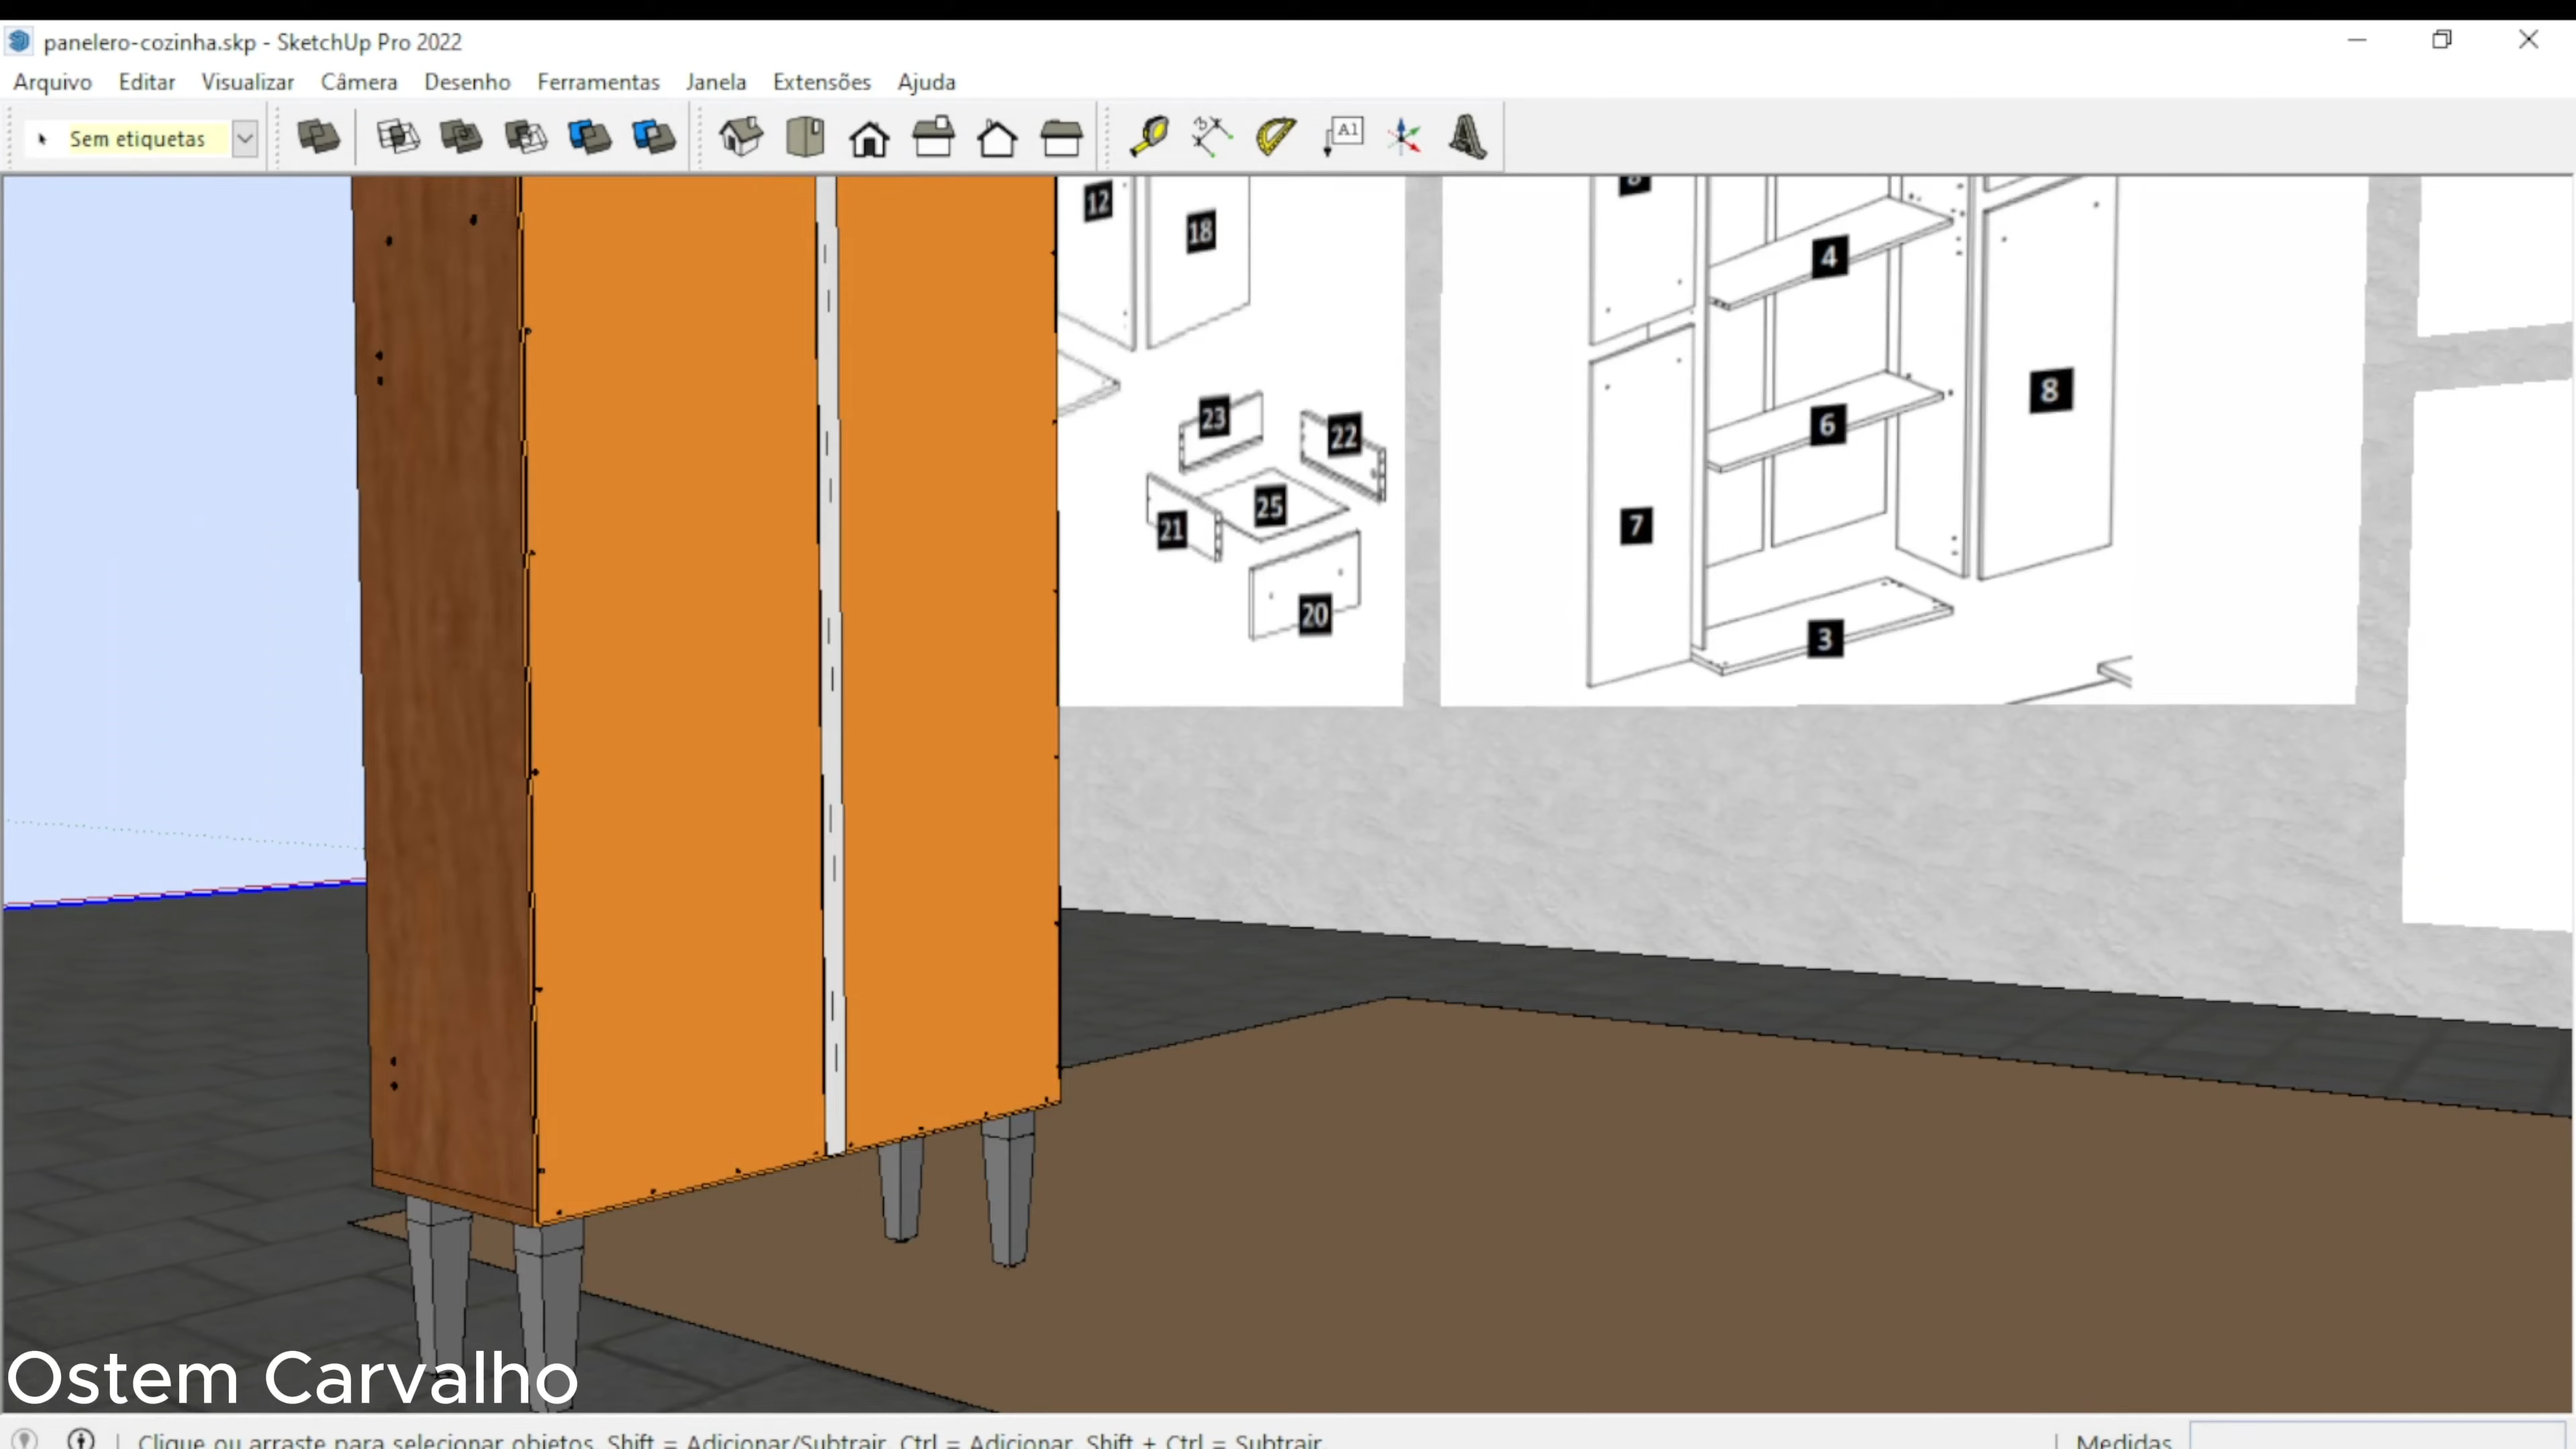 panelero-cozinha.skp - SketchUp Pro 2022
Arquivo Editar Visualizar Câmera Desenho Ferramentas Janela Extensões Ajuda
Sem etiquetas
A1
12
18
4
23
22
6
8
25
21
7
20
3
Ostem Carvalho
Clique ou arraste para selecionar objetos. Shift = Adicionar/Subtrair. Ctrl = Adicionar. Shift + Ctrl = Subtrair.
Medidas